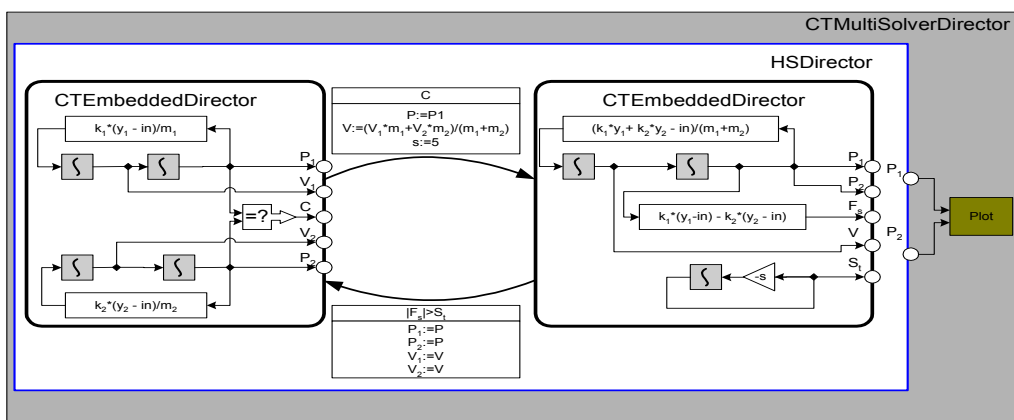 CTMultiSolverDirector
HSDirector
CTEmbeddedDirector
k₁*(y₁ - in)/m₁
∫
∫
P₁
V₁
=?
C
V₂
∫
∫
P₂
k₂*(y₂ - in)/m₂
C
P:=P1
V:=(V₁*m₁+V₂*m₂)/(m₁+m₂)
s:=5
|Fₛ|>Sₜ
P₁:=P
P₂:=P
V₁:=V
V₂:=V
CTEmbeddedDirector
(k₁*y₁+ k₂*y₂ - in)/(m₁+m₂)
∫
∫
P₁
P₂
Fₛ
k₁*(y₁-in) - k₂*(y₂ - in)
V
∫
-s
Sₜ
P₁
P₂
Plot